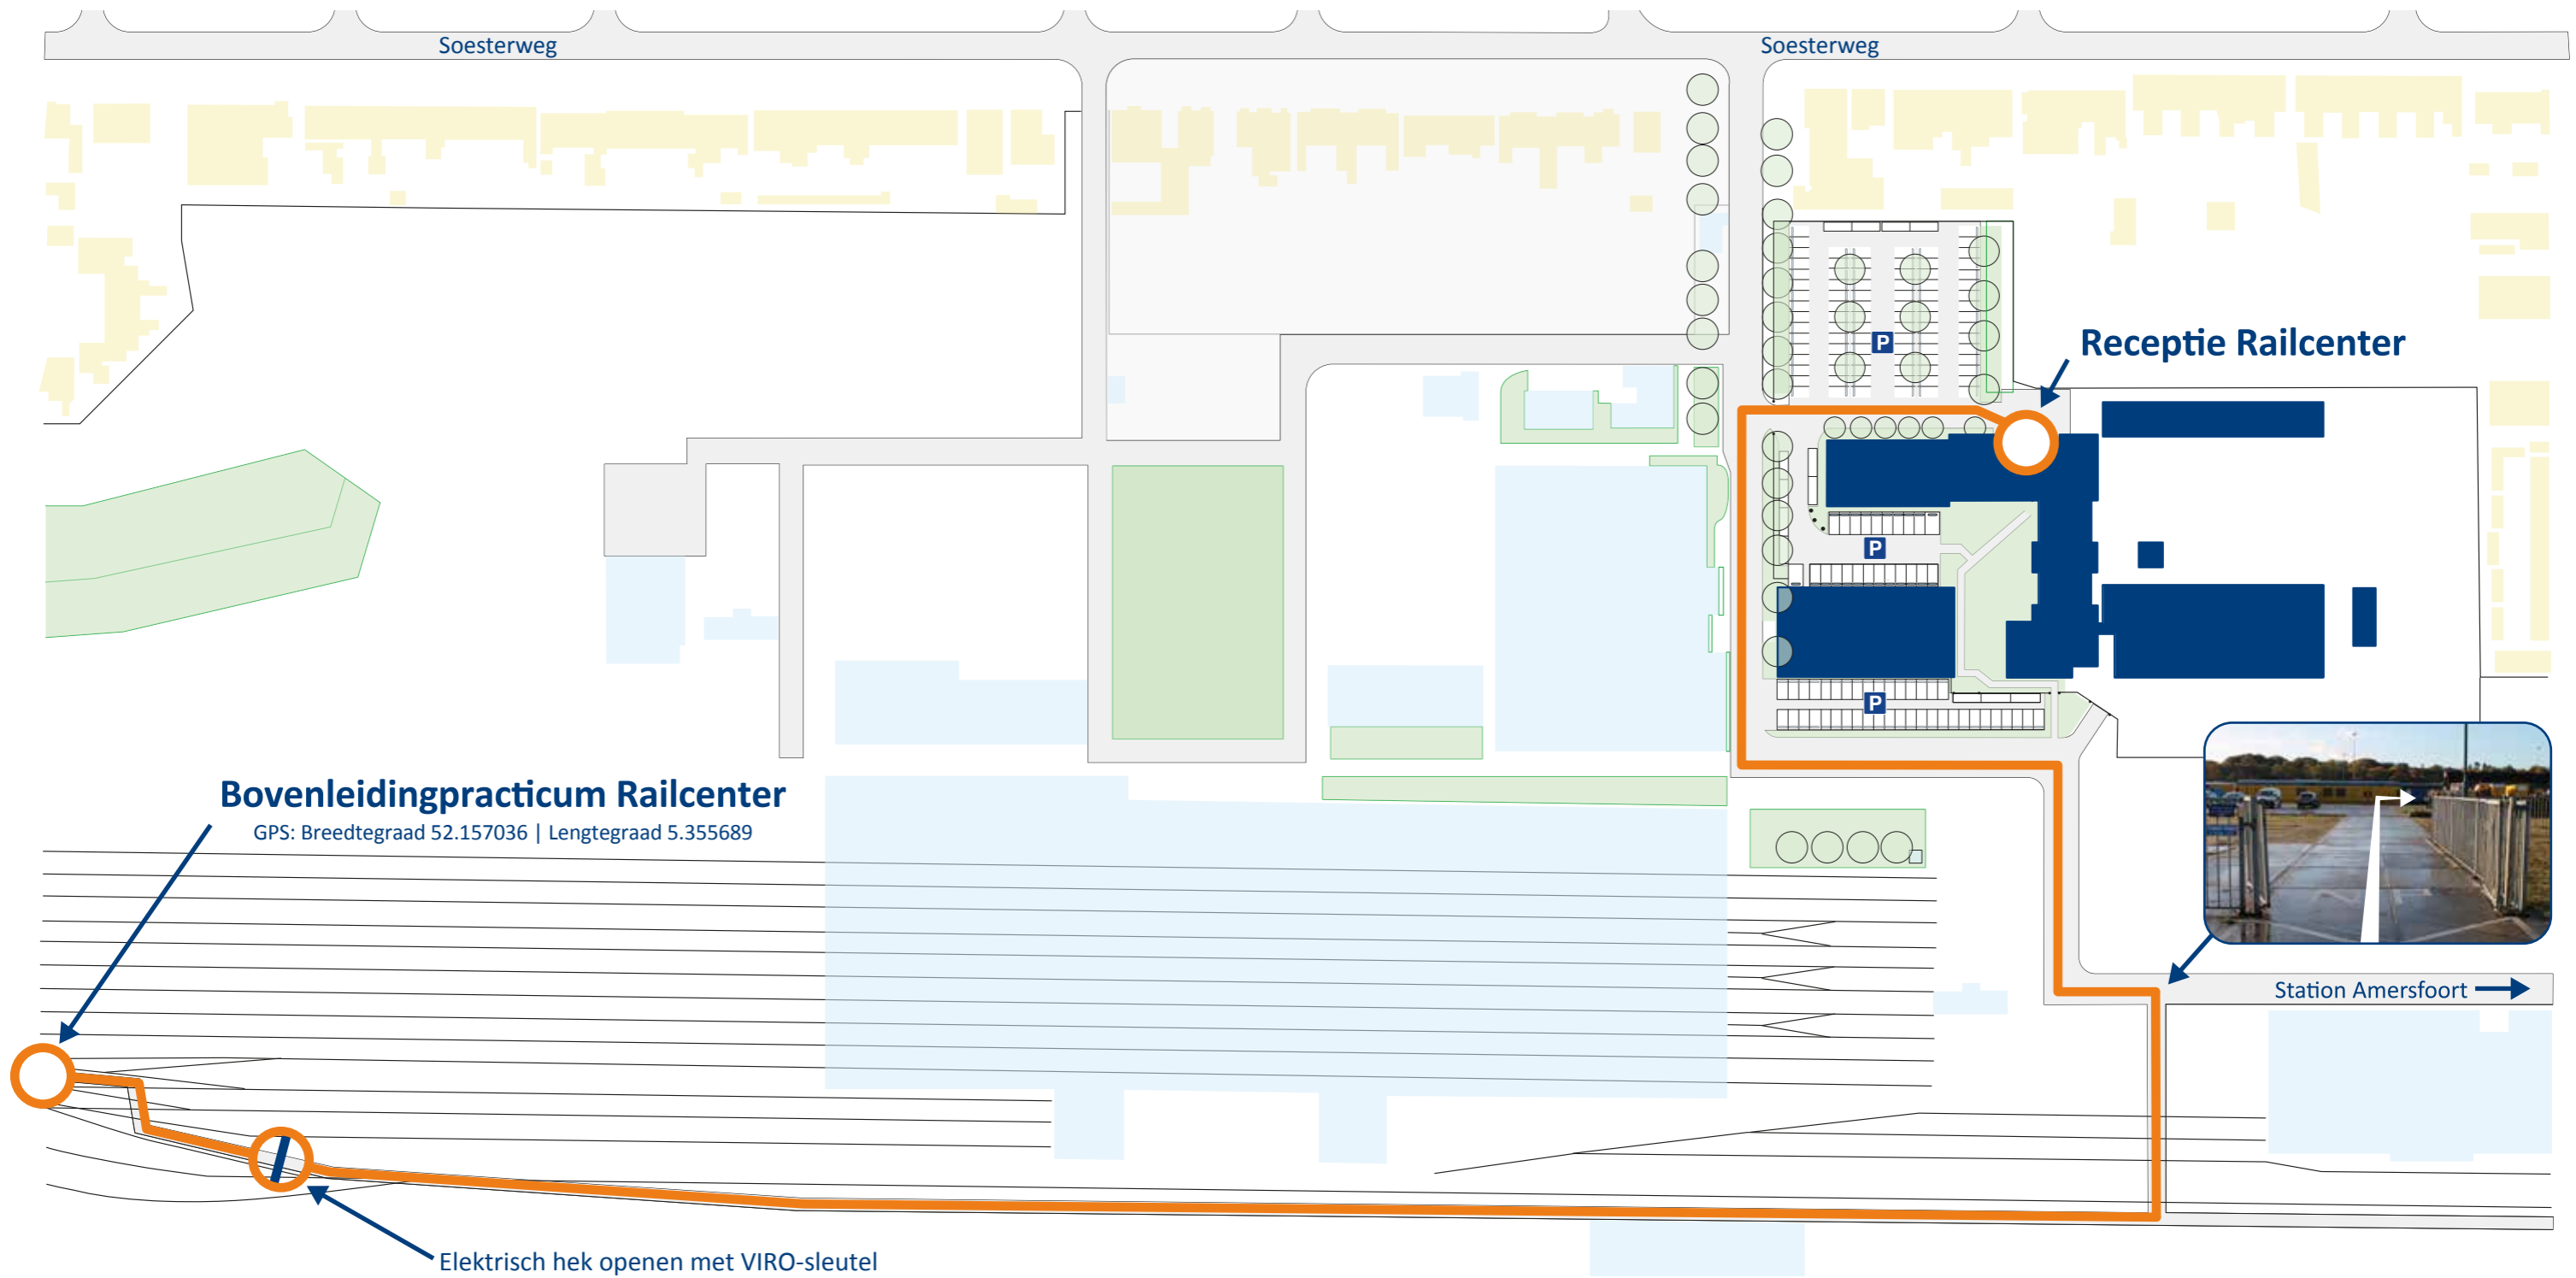 Soesterweg
Soesterweg
P
Receptie Railcenter
P
P
Bovenleidingpracticum Railcenter
GPS: Breedtegraad 52.157036 | Lengtegraad 5.355689
Station Amersfoort
Elektrisch hek openen met VIRO-sleutel